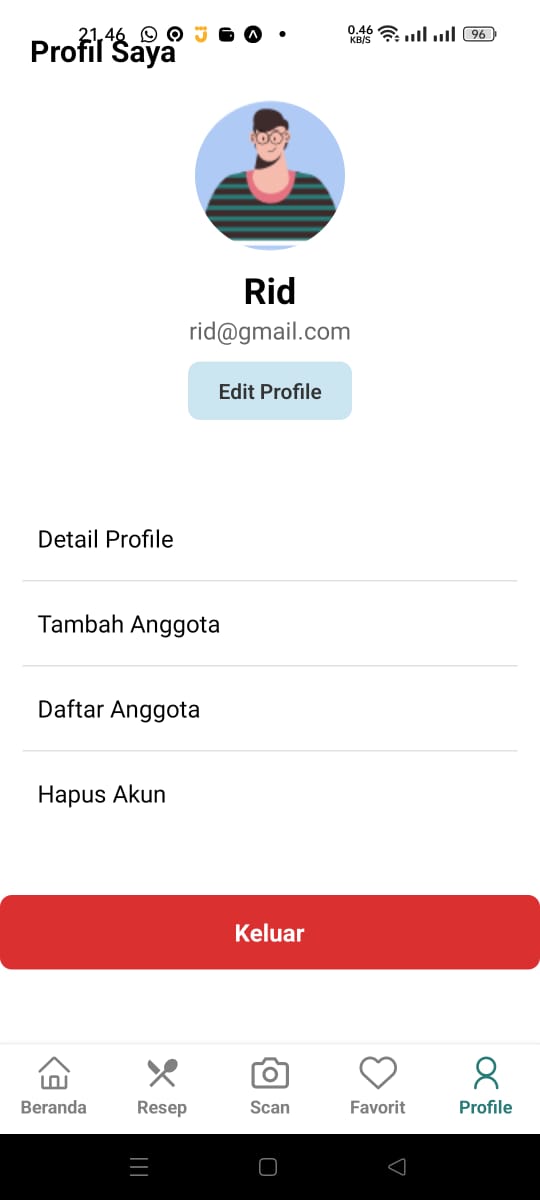 21.46
0.46
KB/S
96
Profil Saya
Rid
rid@gmail.com
Edit Profile
Detail Profile
Tambah Anggota
Daftar Anggota
Hapus Akun
Keluar
Beranda
Resep
Scan
Favorit
Profile